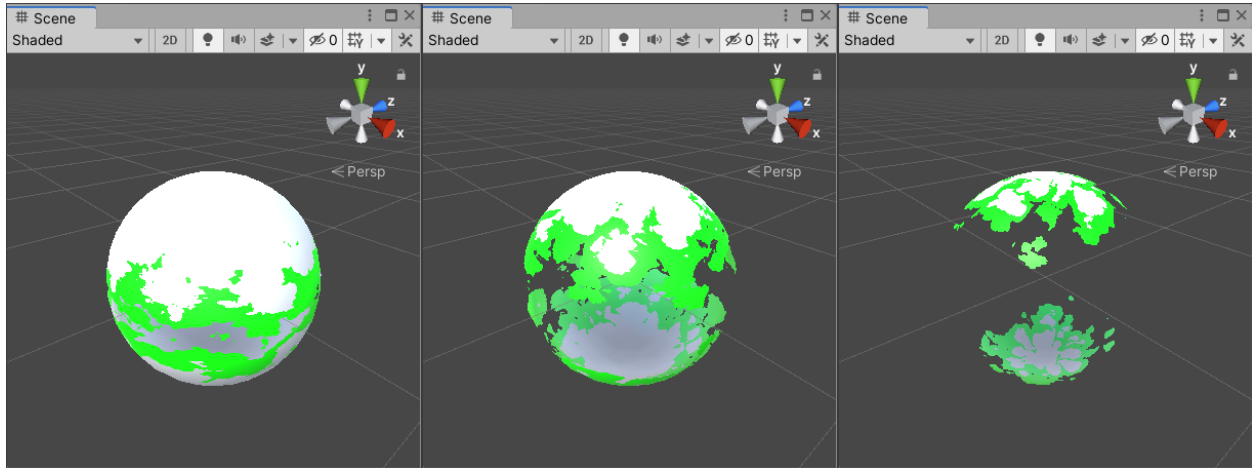 Scene
Shaded 2D 0
y
z
x
Persp
Scene
Shaded 2D 0
y
z
x
Persp
Scene
Shaded 2D 0
y
z
x
Persp